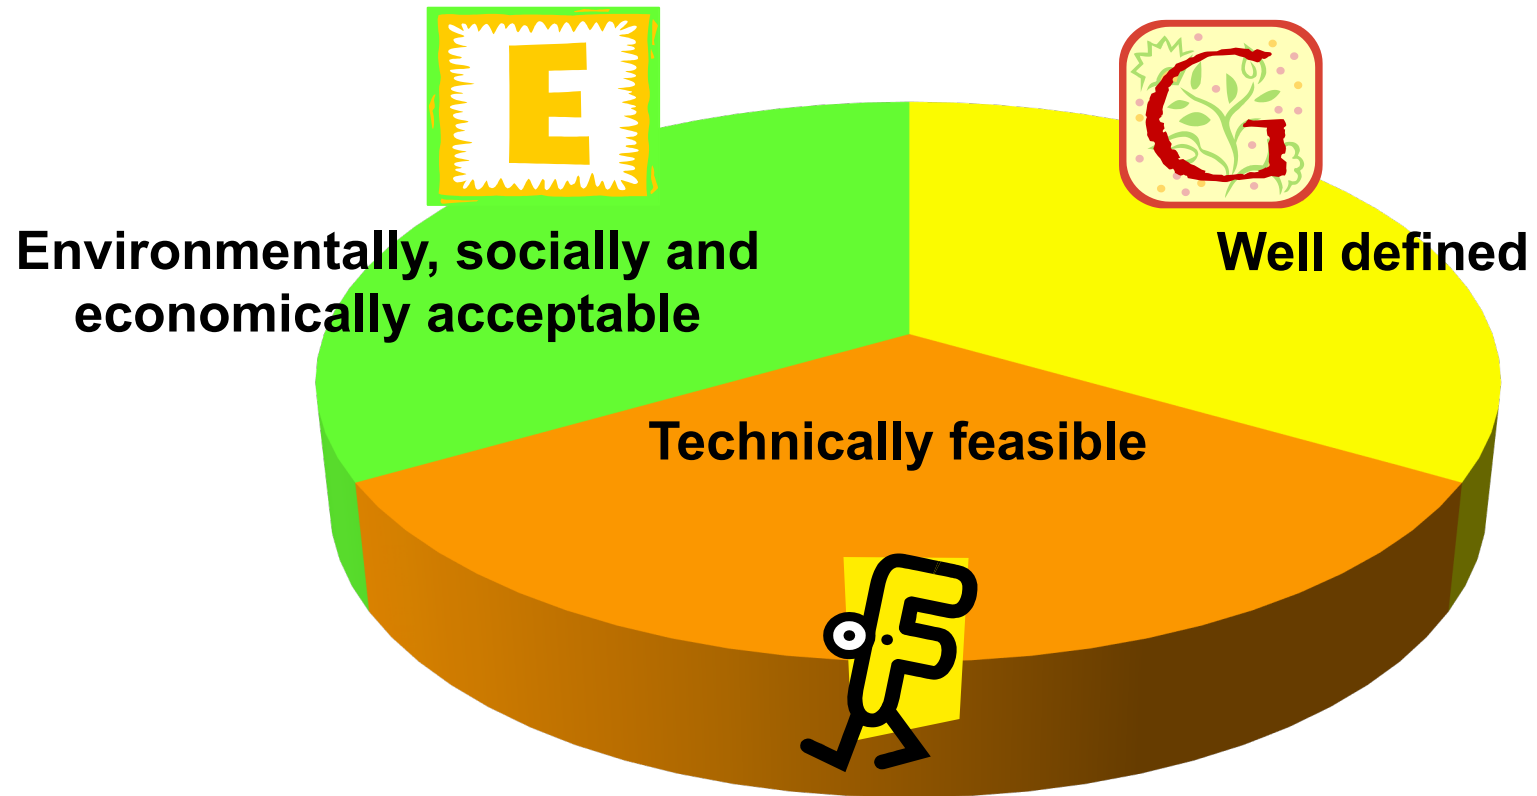 E
G
Environmentally, socially and
economically acceptable
Well defined
Technically feasible
F